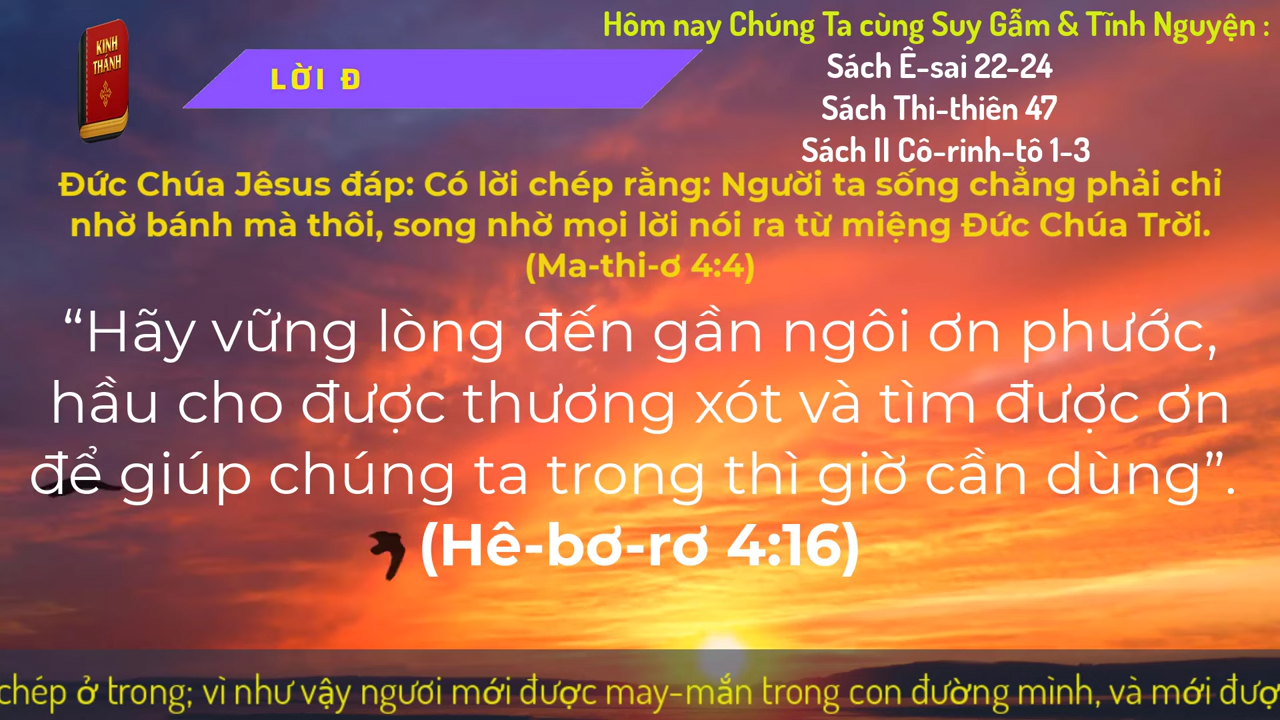 KINH
THÁNH
LỜI Đ
Hôm nay Chúng Ta cùng Suy Gẫm & Tĩnh Nguyện :
Sách Ê-sai 22-24
Sách Thi-thiên 47
Sách II Cô-rinh-tô 1-3
Đức Chúa Jêsus đáp: Có lời chép rằng: Người ta sống chẳng phải chỉ
nhờ bánh mà thôi, song nhờ mọi lời nói ra từ miệng Đức Chúa Trời.
(Ma-thi-ơ 4:4)
“Hãy vững lòng đến gần ngôi ơn phước,
hầu cho được thương xót và tìm được ơn
để giúp chúng ta trong thì giờ cần dùng”.
(Hê-bơ-rơ 4:16)
chép ở trong; vì như vậy ngươi mới được may-mắn trong con đường mình, và mới đượ